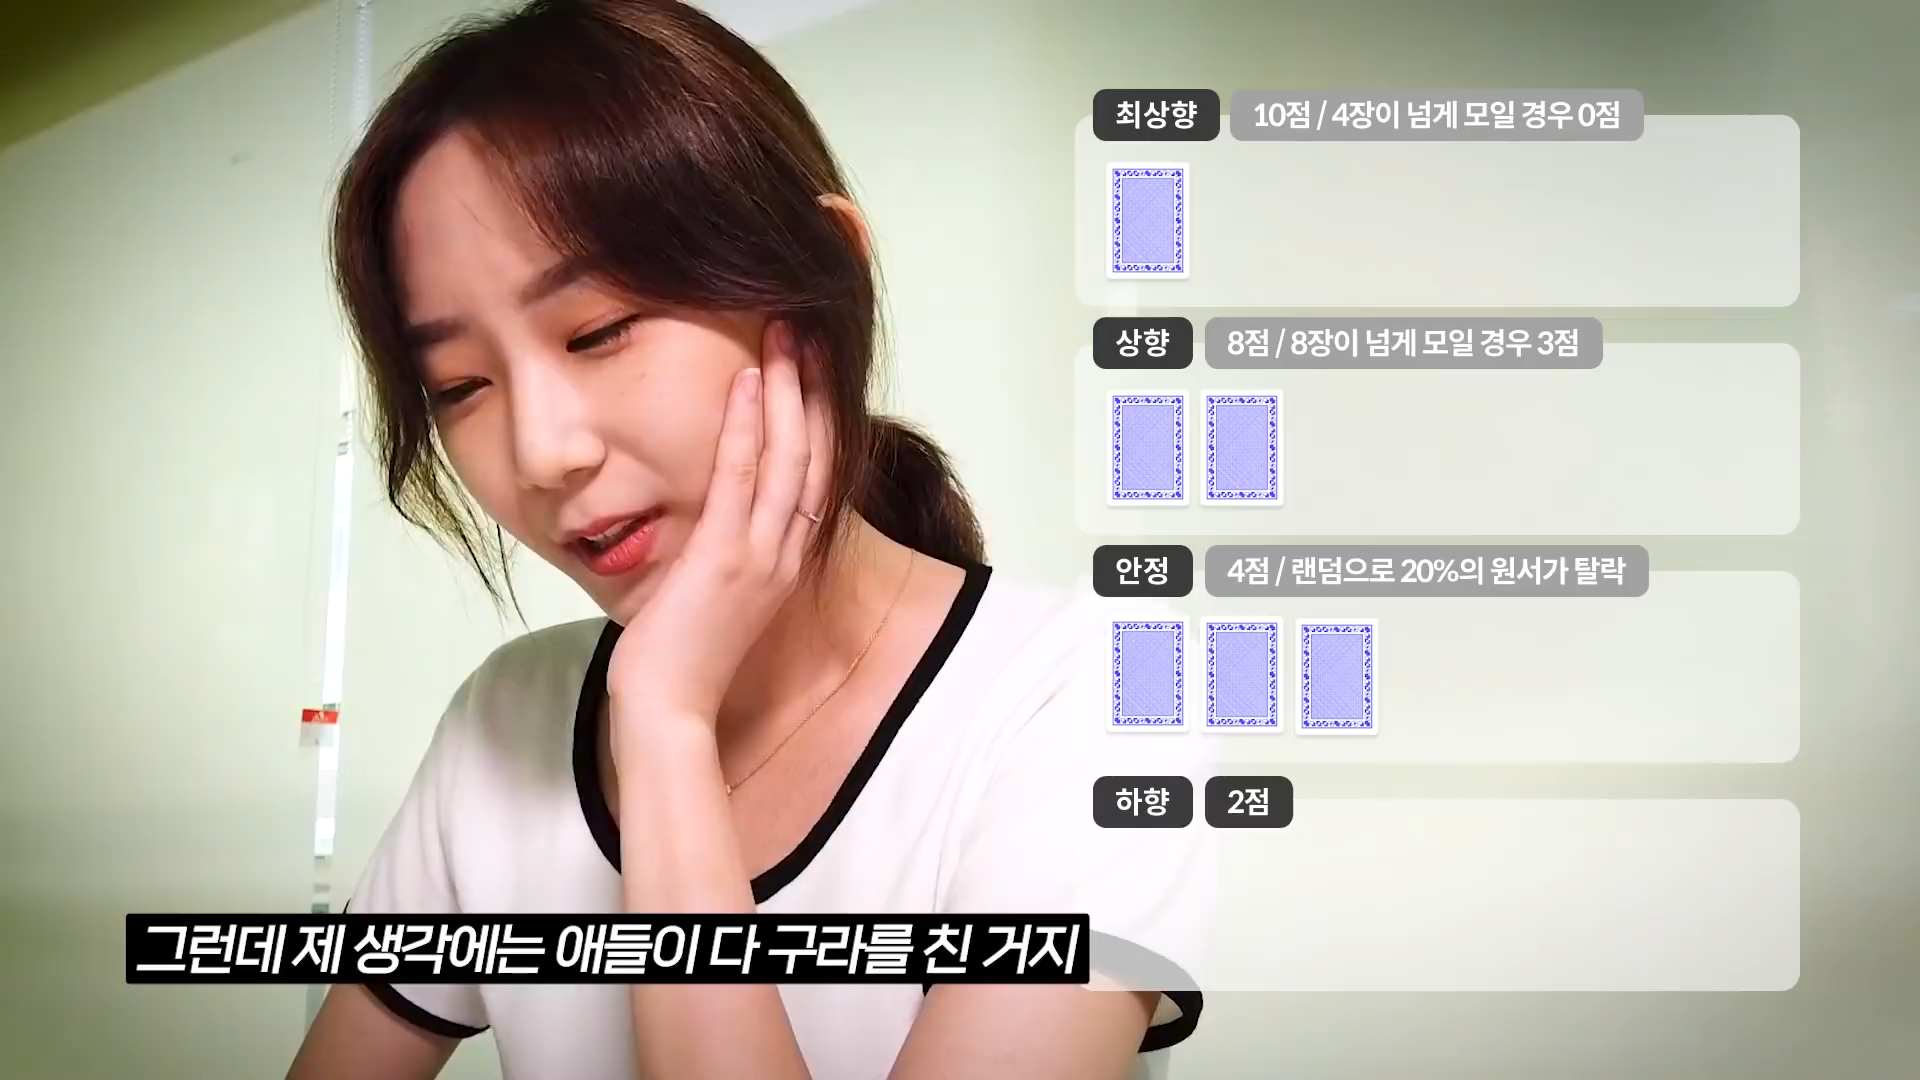 최상향 10점 / 4장이 넘게 모일 경우 0점
상향 8점 / 8장이 넘게 모일 경우 3점
안정 4점 / 랜덤으로 20%의 원서가 탈락
하향 2점
그런데 제 생각에는 애들이 다 구라를 친 거지